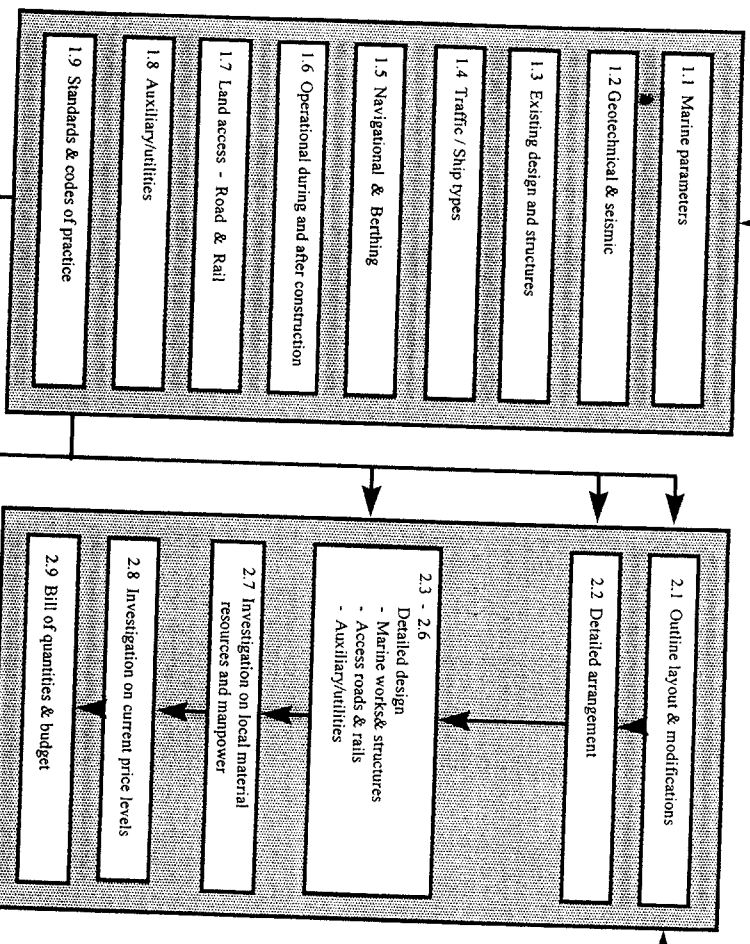 1.1 Marine parameters
1.2 Geotechnical & seismic
1.3 Existing design and structures
1.4 Traffic / Ship types
1.5 Navigational & Berthing
1.6 Operational during and after construction
1.7 Land access - Road & Rail
1.8 Auxiliary/utilities
1.9 Standards & codes of practice
2.1 Outline layout & modifications
2.2 Detailed arrangement
2.3 - 2.6
Detailed design
- Marine works& structures
- Access roads & rails
- Auxiliary/utilities
2.7 Investigation on local material
resources and manpower
2.8 Investigation on current price levels
2.9 Bill of quantities & budget